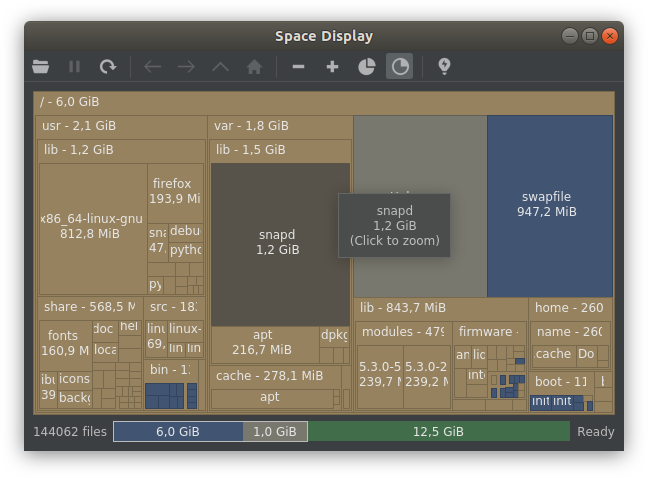 Space Display
/ - 6,0 GiB
usr - 2,1 GiB
var - 1,8 GiB
lib - 1,2 GiB
lib - 1,5 GiB
x86_64-linux-gnu
812,8 MiB
firefox
193,9 Mi
sna
47,
debu
pytho
py
snapd
1,2 GiB
snapd
1,2 GiB
(Click to zoom)
swapfile
947,2 MiB
share - 568,5 M
src - 18
fonts
160,9 M
doc
hel
loca
ibu
39
icons
backg
linu
69,
linux-
lin
lin
bin - 1
apt
216,7 MiB
dpkg
cache - 278,1 MiB
apt
lib - 843,7 MiB
home - 260
modules - 479
firmware -
name - 260
5.3.0-5
239,7 M
5.3.0-2
239,2 M
an
lic
inte
cache
Do
boot - 11
b
init
init
144062 files
6,0 GiB
1,0 GiB
12,5 GiB
Ready